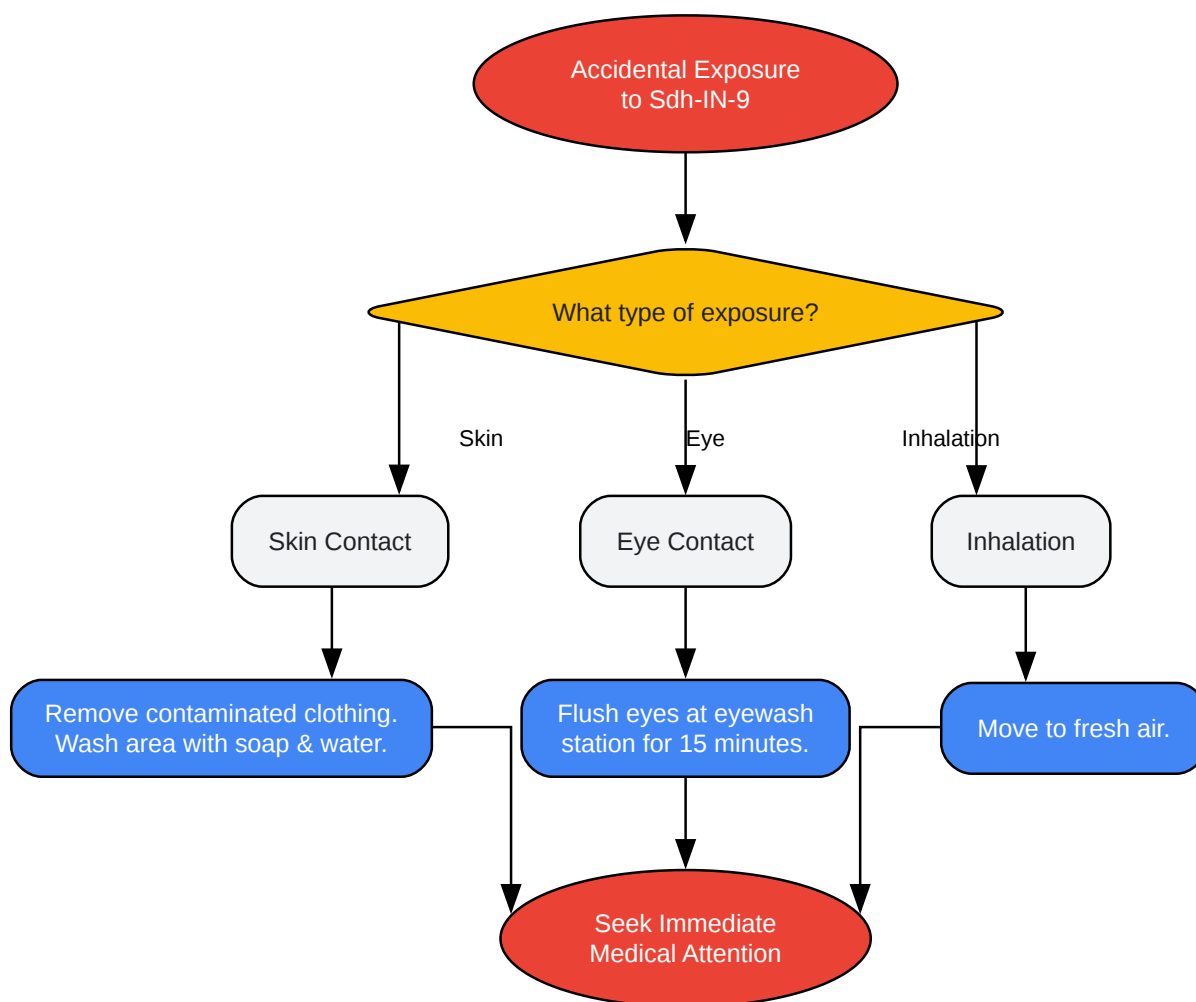 Accidental Exposure
to Sdh-IN-9
What type of exposure?
Skin
Eye
Inhalation
Skin Contact
Eye Contact
Inhalation
Remove contaminated clothing.
Wash area with soap & water.
Flush eyes at eyewash
station for 15 minutes.
Move to fresh air.
Seek Immediate
Medical Attention